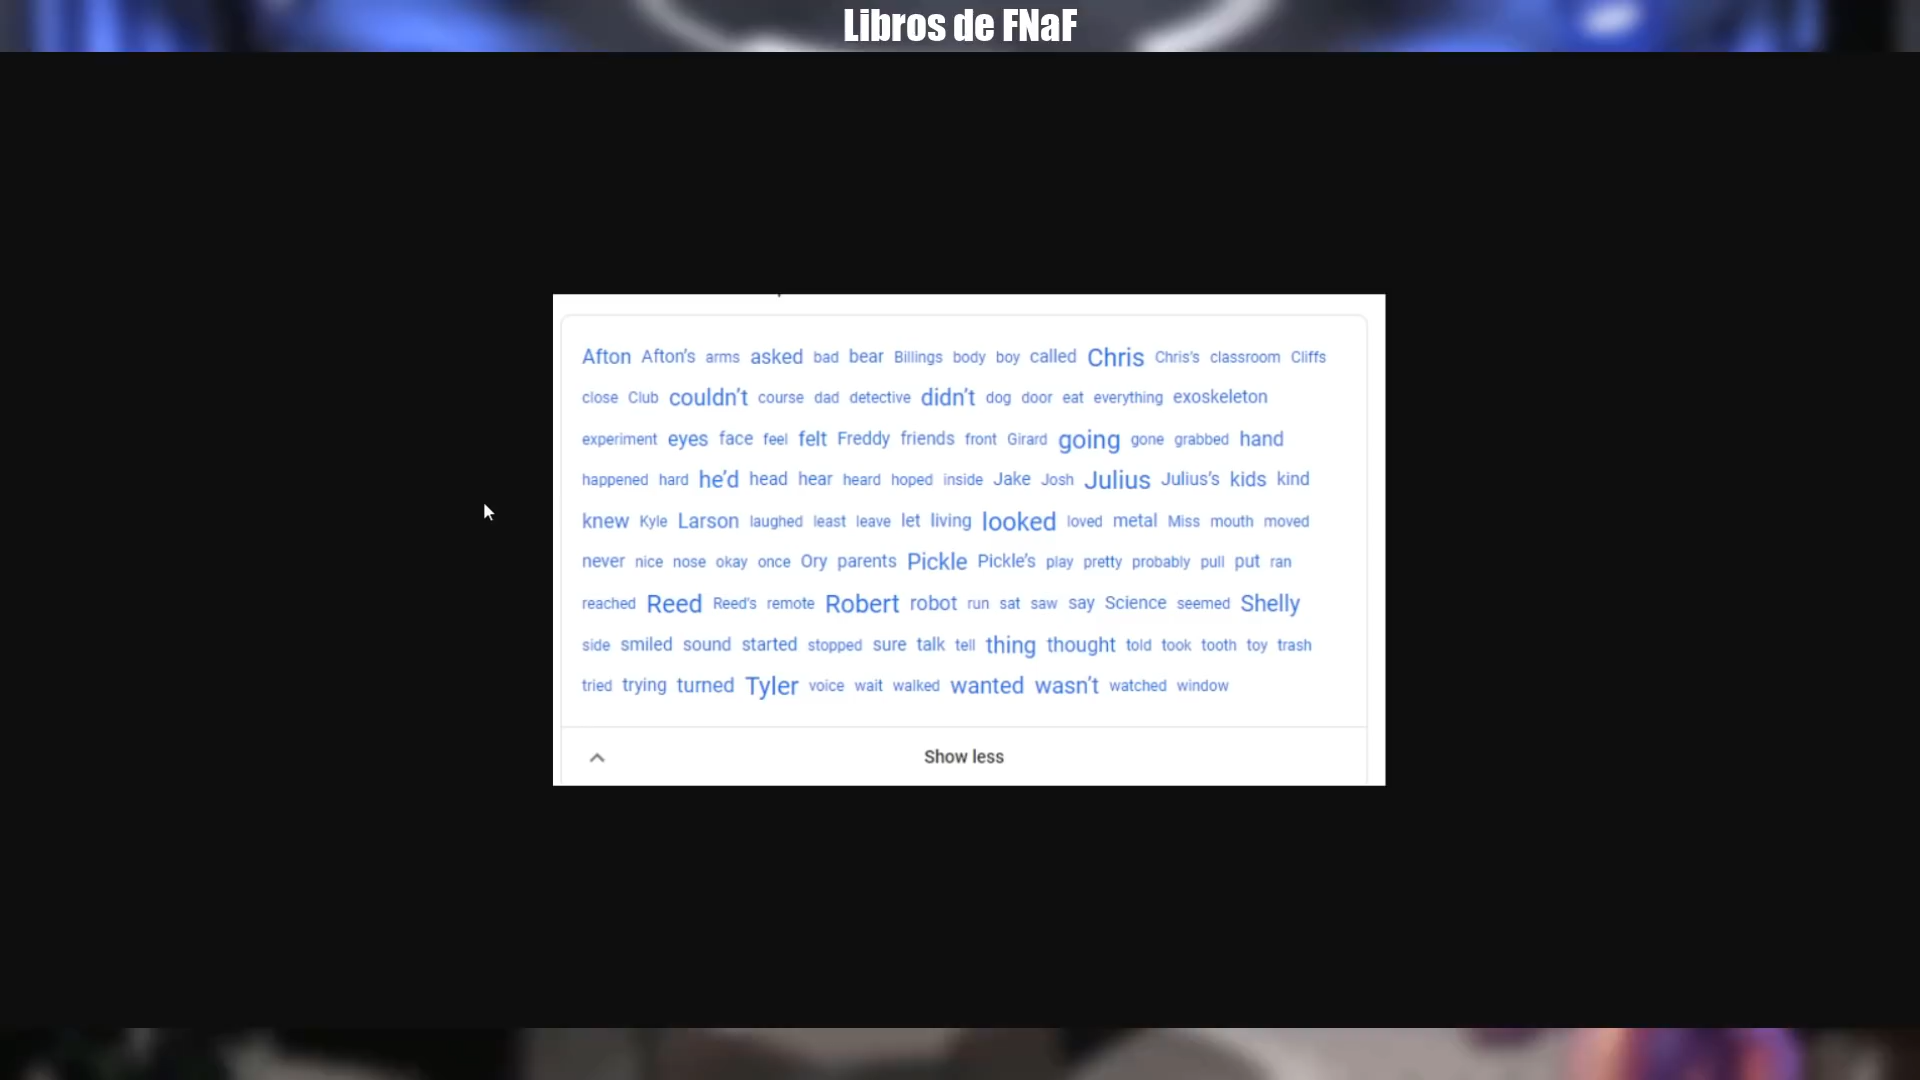 Libros de FNaF
Afton Afton's arms asked bad bear Billings body boy called Chris Chris's classroom Cliffs
close Club couldn't course dad detective didn't dog door eat everything exoskeleton
experiment eyes face feel felt Freddy friends front Girard going gone grabbed hand
happened hard he'd head hear heard hoped inside Jake Josh Julius Julius's kids kind
knew Kyle Larson laughed least leave let living looked loved metal Miss mouth moved
never nice nose okay once Ory parents Pickle Pickle's play pretty probably pull put ran
reached Reed Reed's remote Robert robot run sat saw say Science seemed Shelly
side smiled sound started stopped sure talk tell thing thought told took tooth toy trash
tried trying turned Tyler voice wait walked wanted wasn't watched window
Show less